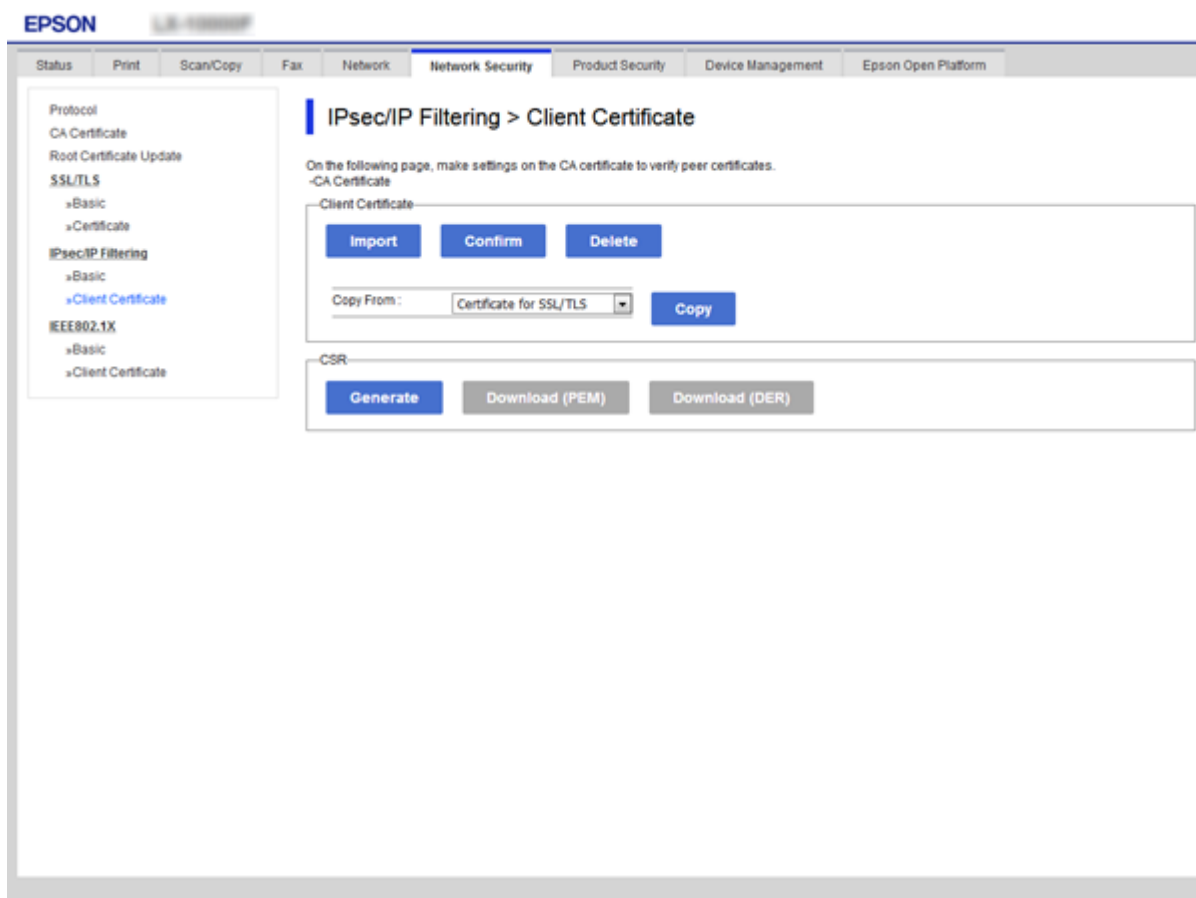 EPSON
Status Print Scan/Copy Fax Network Network Security Product Security Device Management Epson Open Platform
Protocol
CA Certificate
Root Certificate Update
SSL/TLS
»Basic
»Certificate
IPsec/IP Filtering
»Basic
»Client Certificate
IEEE802.1X
»Basic
»Client Certificate
IPsec/IP Filtering > Client Certificate
On the following page, make settings on the CA certificate to verify peer certificates.
-CA Certificate
Client Certificate
Import Confirm Delete
Copy From : Certificate for SSL/TLS Copy
CSR
Generate Download (PEM) Download (DER)